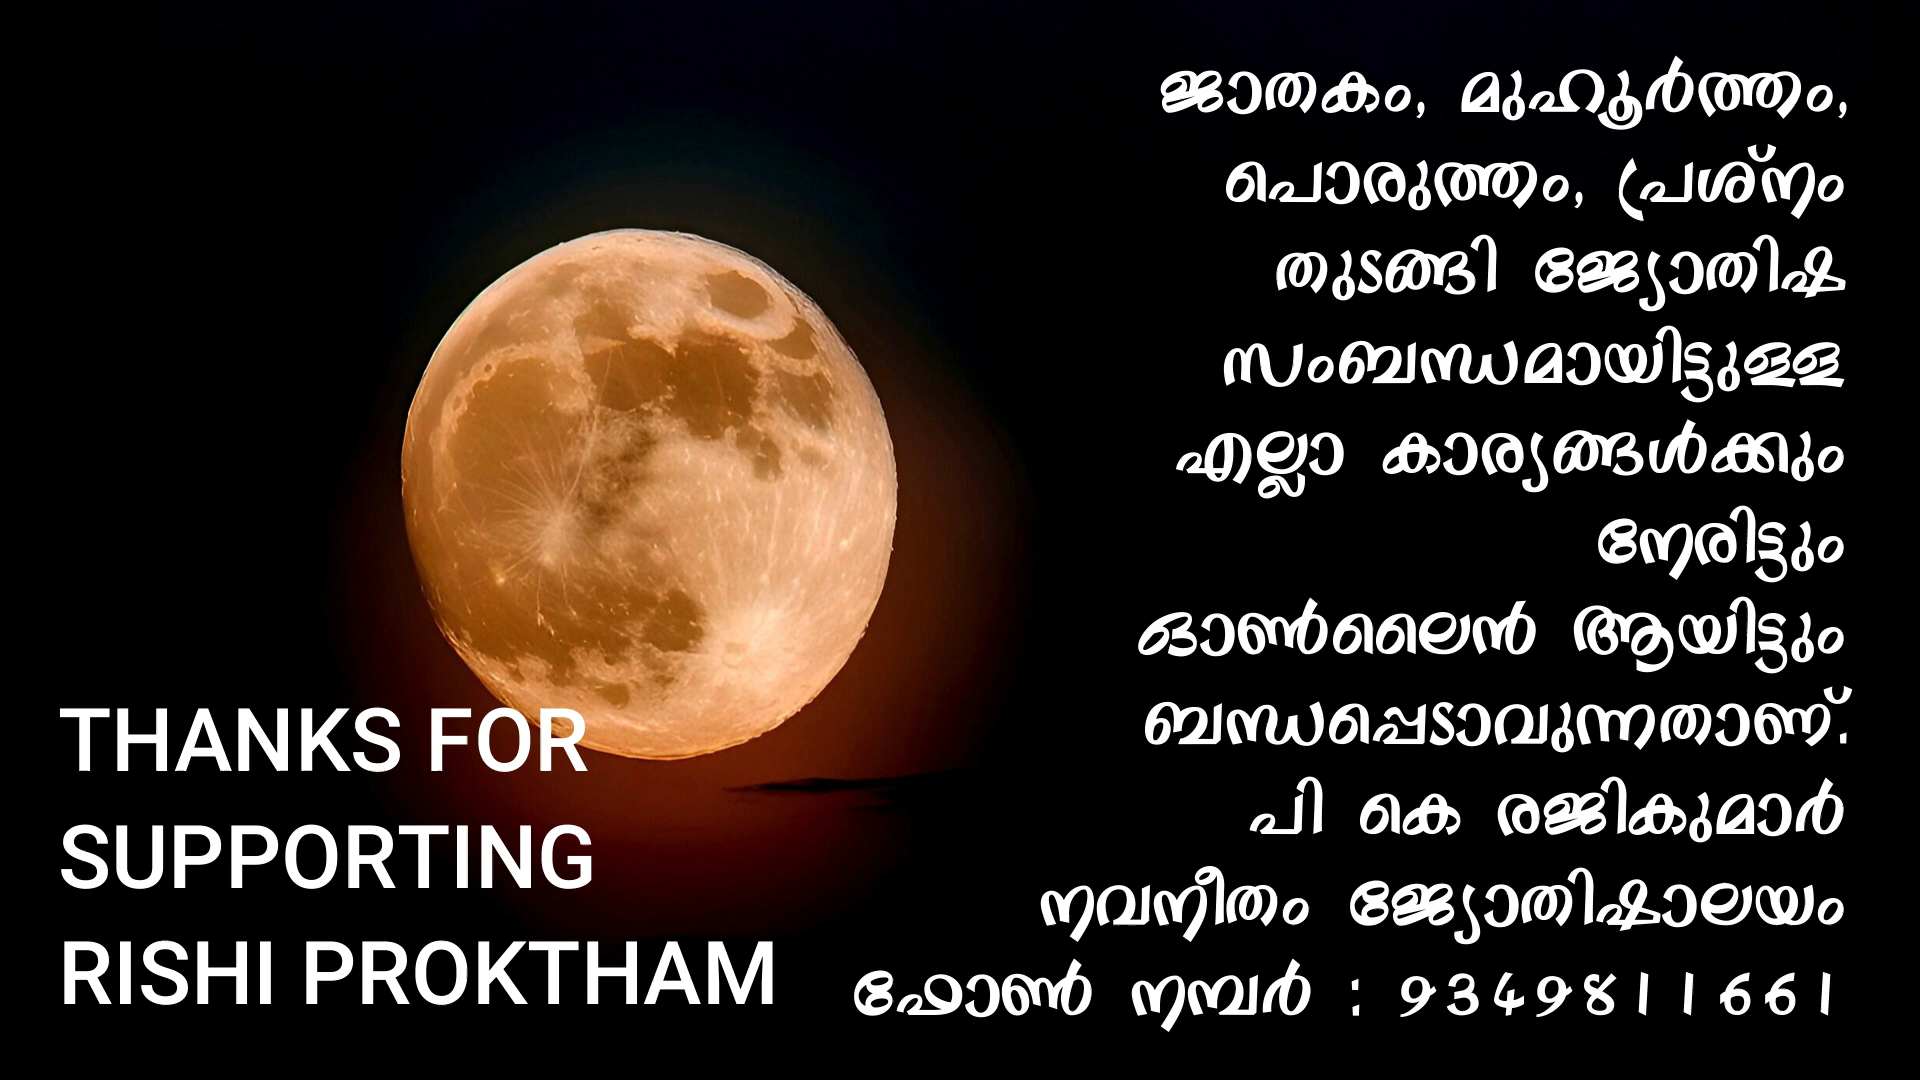 ജാതകം, മുഹൂർത്തം,
പൊരുത്തം, പ്രശ്നം
തുടങ്ങി ജ്യോതിഷ
സംബന്ധമായിട്ടുള്ള
എല്ലാ കാര്യങ്ങൾക്കും
നേരിട്ടും
ഓൺലൈൻ ആയിട്ടും
ബന്ധപ്പെടാവുന്നതാണ്.
പി കെ രജികുമാർ
നവനീതം ജ്യോതിഷാലയം
ഫോൺ നമ്പർ : 9349811661
THANKS FOR
SUPPORTING
RISHI PROKTHAM